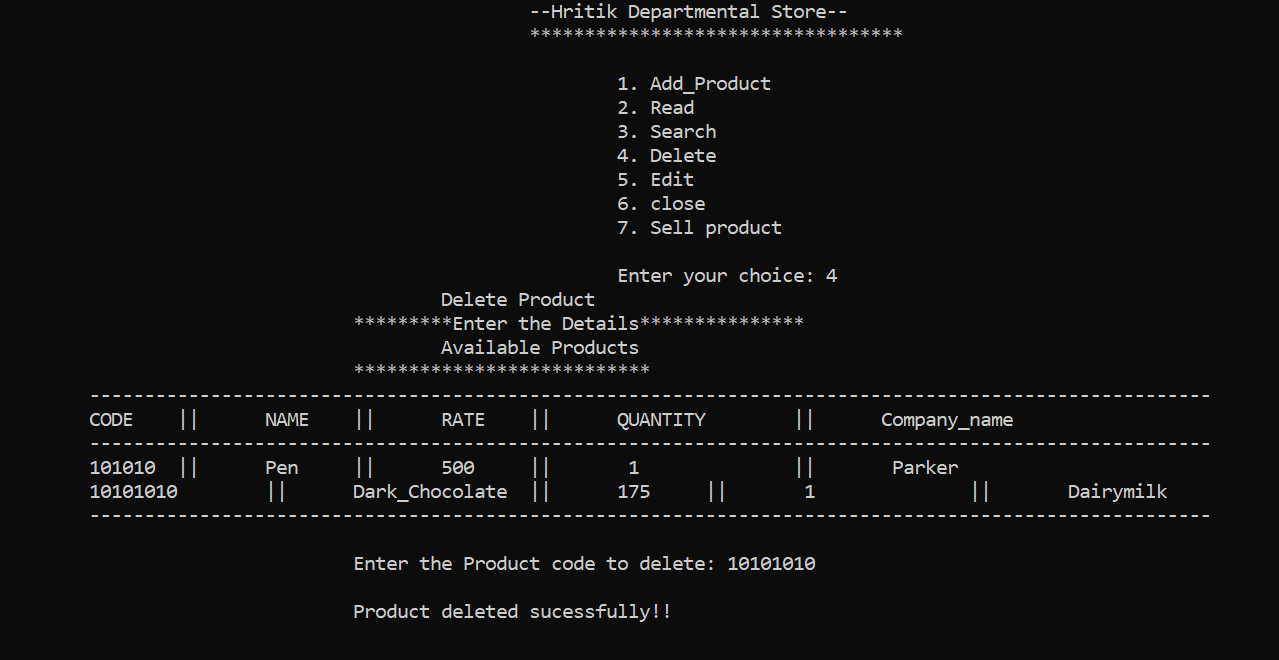 --Hritik Departmental Store--
**********************************
1. Add_Product
2. Read
3. Search
4. Delete
5. Edit
6. close
7. Sell product
Enter your choice: 4
Delete Product
*********Enter the Details***************
Available Products
***************************
------------------------------------------------------------------------------------------------------
CODE || NAME || RATE || QUANTITY || Company_name
------------------------------------------------------------------------------------------------------
101010 || Pen || 500 || 1 || Parker
10101010 || Dark_Chocolate || 175 || 1 || Dairymilk
------------------------------------------------------------------------------------------------------
Enter the Product code to delete: 10101010
Product deleted sucessfully!!